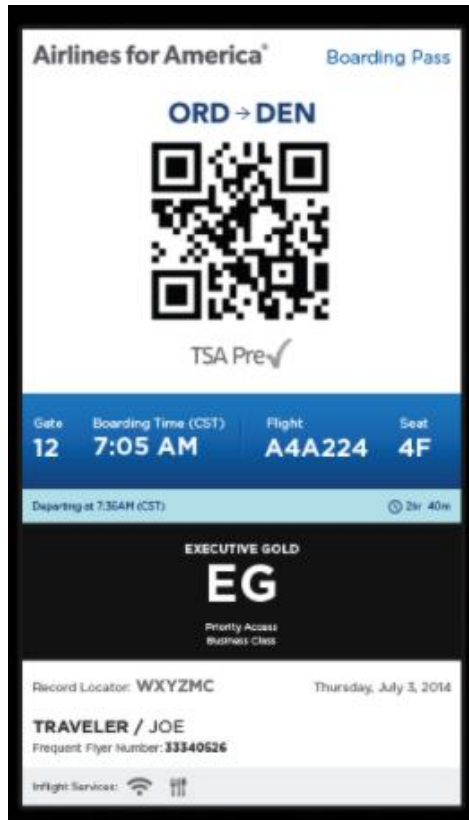 Airlines for America®
Boarding Pass
ORD → DEN
TSA Pre✓
Gate
Boarding Time (CST)
Flight
Seat
12
7:05 AM
A4A224
4F
Departing at 7:36AM (CST)
2hr 40m
EXECUTIVE GOLD
EG
Priority Access
Business Class
Record Locator: WXYZMC
Thursday, July 3, 2014
TRAVELER / JOE
Frequent Flyer Number: 33340526
Inflight Services: